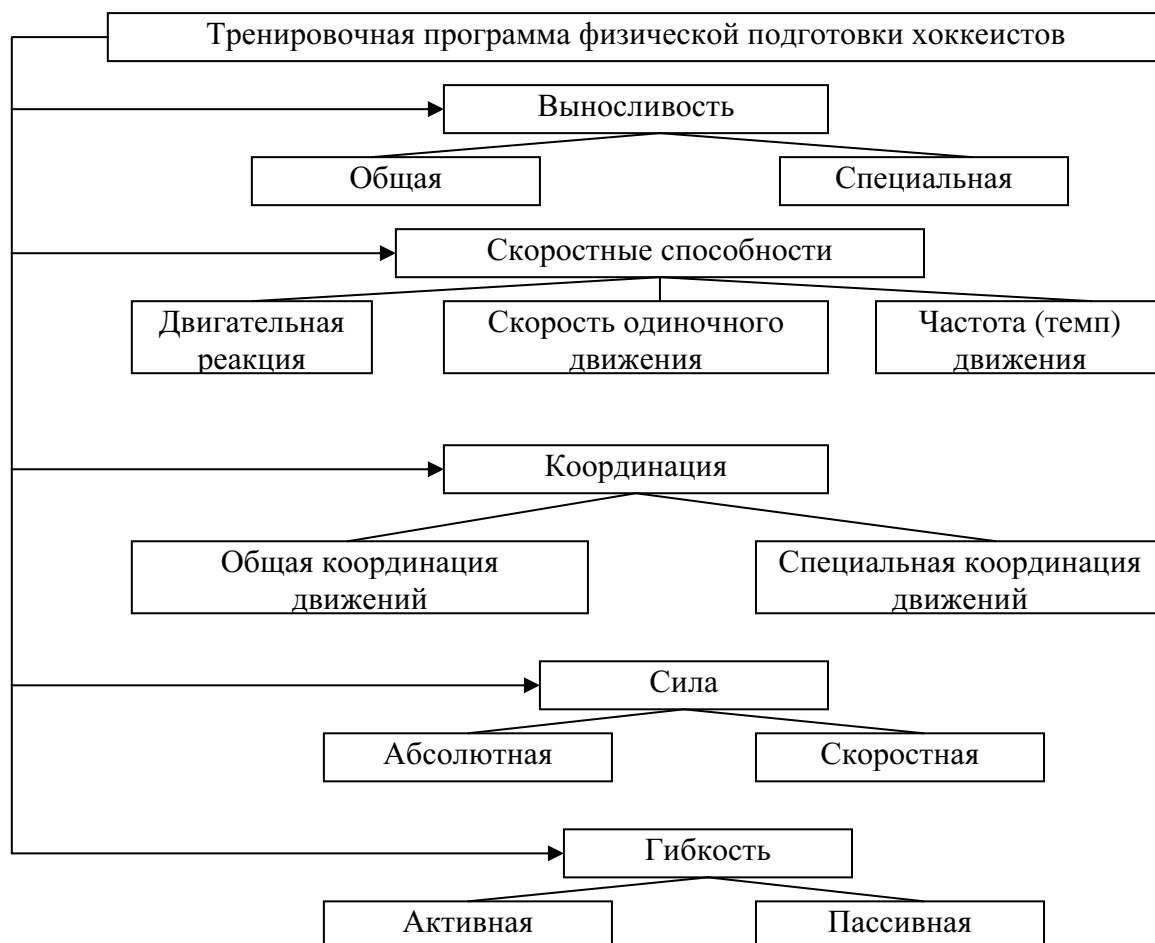 Тренировочная программа физической подготовки хоккеистов
Выносливость
Общая
Специальная
Скоростные способности
Двигательная
реакция
Скорость одиночного
движения
Частота (темп)
движения
Координация
Общая координация
движений
Специальная координация
движений
Сила
Абсолютная
Скоростная
Гибкость
Активная
Пассивная